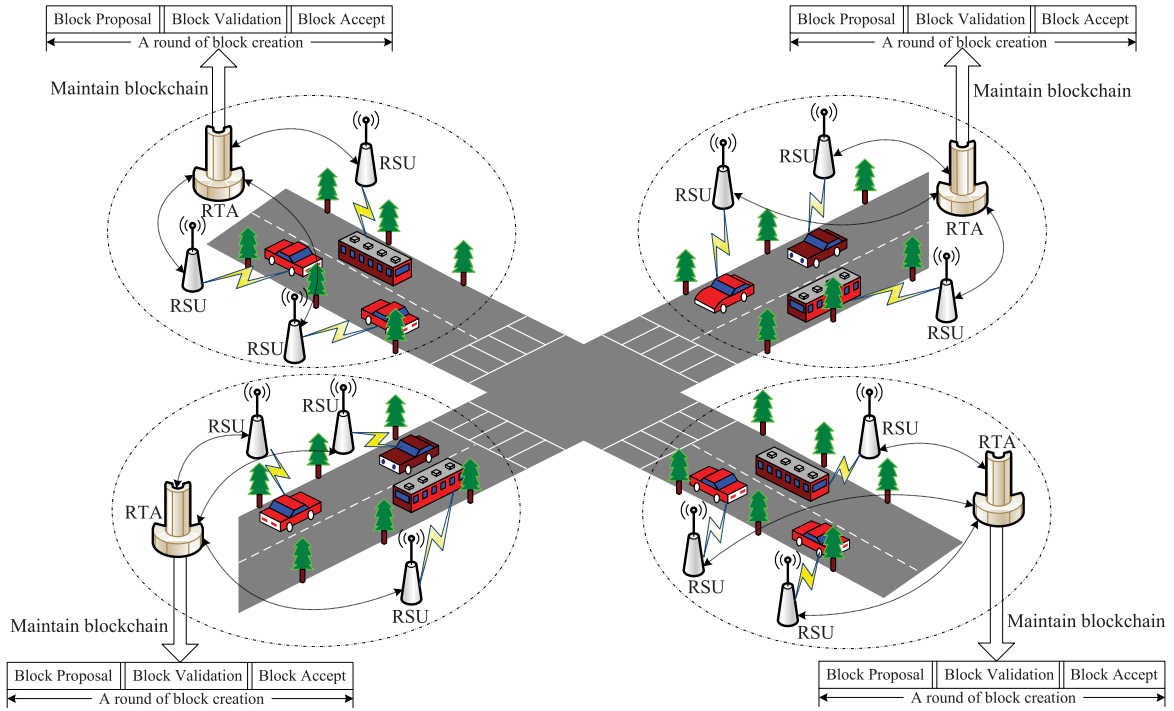 Block Proposal Block Validation Block Accept
A round of block creation
Maintain blockchain
RTA
RSU
RSU
RSU
Block Proposal Block Validation Block Accept
A round of block creation
Maintain blockchain
RSU
RSU
RTA
RSU
RSU
RSU
RTA
RSU
Maintain blockchain
Block Proposal Block Validation Block Accept
A round of block creation
RSU
RTA
RSU
RSU
Maintain blockchain
Block Proposal Block Validation Block Accept
A round of block creation